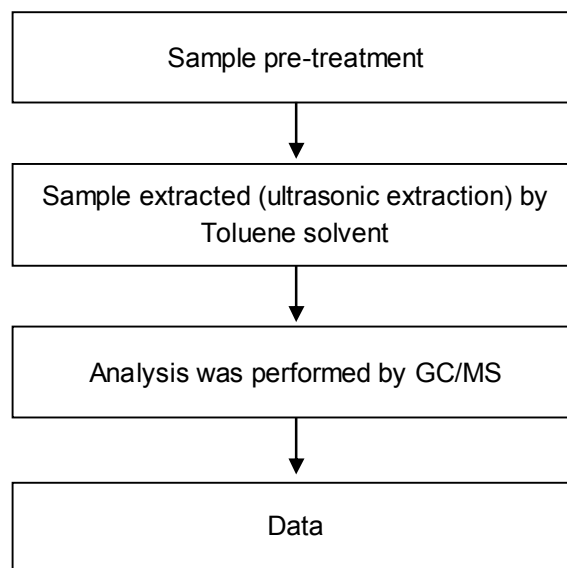 Sample pre-treatment
Sample extracted (ultrasonic extraction) by
Toluene solvent
Analysis was performed by GC/MS
Data